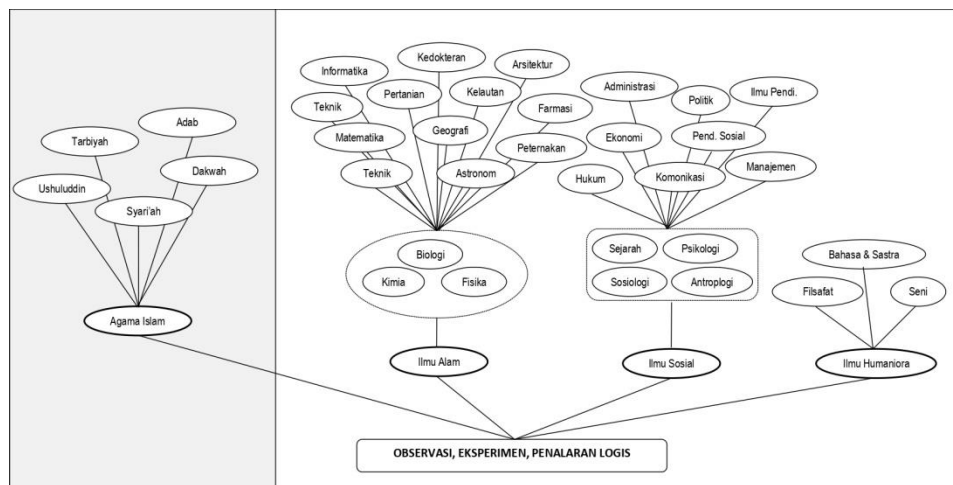 Kedokteran
Informatika
Arsitektur
Pertanian
Kelautan
Teknik
Farmasi
Matematika
Geografi
Peternakan
Teknik
Astronom
Administrasi
Politik
Ilmu Pendi.
Ekonomi
Pend. Sosial
Hukum
Komonikasi
Manajemen
Adab
Tarbiyah
Dakwah
Ushuluddin
Syari'ah
Biologi
Kimia
Fisika
Sejarah
Psikologi
Sosiologi
Antroplogi
Bahasa & Sastra
Filsafat
Seni
Agama Islam
Ilmu Alam
Ilmu Sosial
Ilmu Humaniora
OBSERVASI, EKSPERIMEN, PENALARAN LOGIS